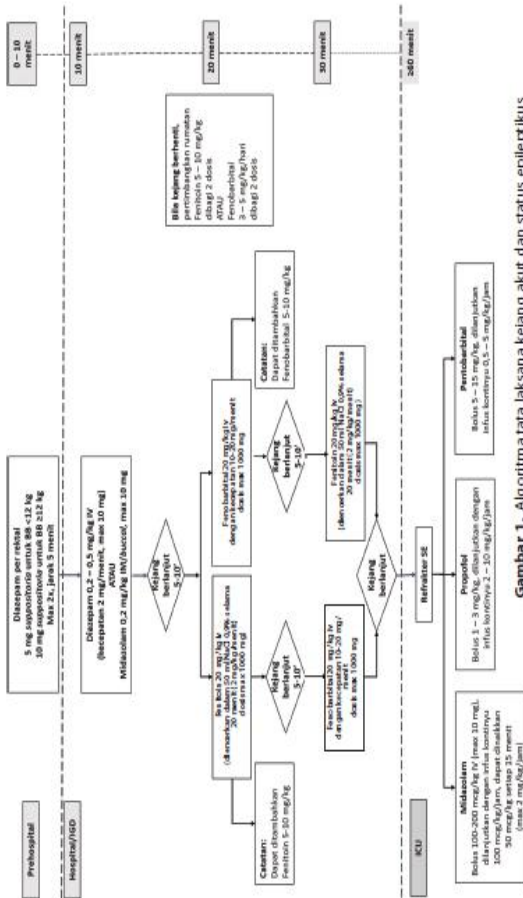 Prehospital
Diazepam per rektal
5 mg suppositoria untuk BB <12 kg
10 mg suppositoria untuk BB ≥12 kg
Max 2x, jarak 5 menit
0 – 10
menit
Hospital/IGD
Diazepam 0,2 – 0,5 mg/kg IV
(kecepatan 2 mg/menit, max 10 mg)
ATAU
Midazolam 0,2 mg/kg IM/buccal, max 10 mg
10 menit
Kejang
berlanjut
5-10'
Fenitoin 20 mg/kg IV
(diencerkan dalam 50 ml NaCl 0,9% selama
20 menit (2 mg/kg/menit)
dosis max 1000 mg)
Fenobarbital 20 mg/kg IV
dengan kecepatan 10-20 mg/menit
dosis max 1000 mg
20 menit
Catatan:
Dapat ditambahkan
Fenitoin 5-10 mg/kg
Kejang
berlanjut
5-10'
Kejang
berlanjut
5-10'
Catatan:
Dapat ditambahkan
Fenobarbital 5-10 mg/kg
Bila kejang berhenti,
pertimbangkan rumatan
Fenitoin 5 – 10 mg/kg
dibagi 2 dosis
ATAU
Fenobarbital
3 – 5 mg/kg/hari
dibagi 2 dosis
Fenobarbital 20 mg/kg IV
dengan kecepatan 10-20 mg/
menit
dosis max 1000 mg
Fenitoin 20 mg/kg IV
(diencerkan dalam 50 ml NaCl 0,9% selama
20 menit (2 mg/kg/menit)
dosis max 1000 mg)
30 menit
Kejang
berlanjut
ICU
Refrakter SE
≥60 menit
Midazolam
Bolus 100-200 mcg/kg IV (max 10 mg),
dilanjutkan dengan infus kontinyu
100 mcg/kg/jam, dapat dinaikkan
50 mcg/kg setiap 15 menit
(max 2 mg/kg/jam)
Propofol
Bolus 1 – 3 mg/kg, dilanjutkan dengan
infus kontinyu 2 – 10 mg/kg/jam
Pentobarbital
Bolus 5 – 15 mg/kg, dilanjutkan
infus kontinyu 0,5 – 5 mg/kg/jam
Gambar 1. Algoritma tata laksana kejang akut dan status epileptikus